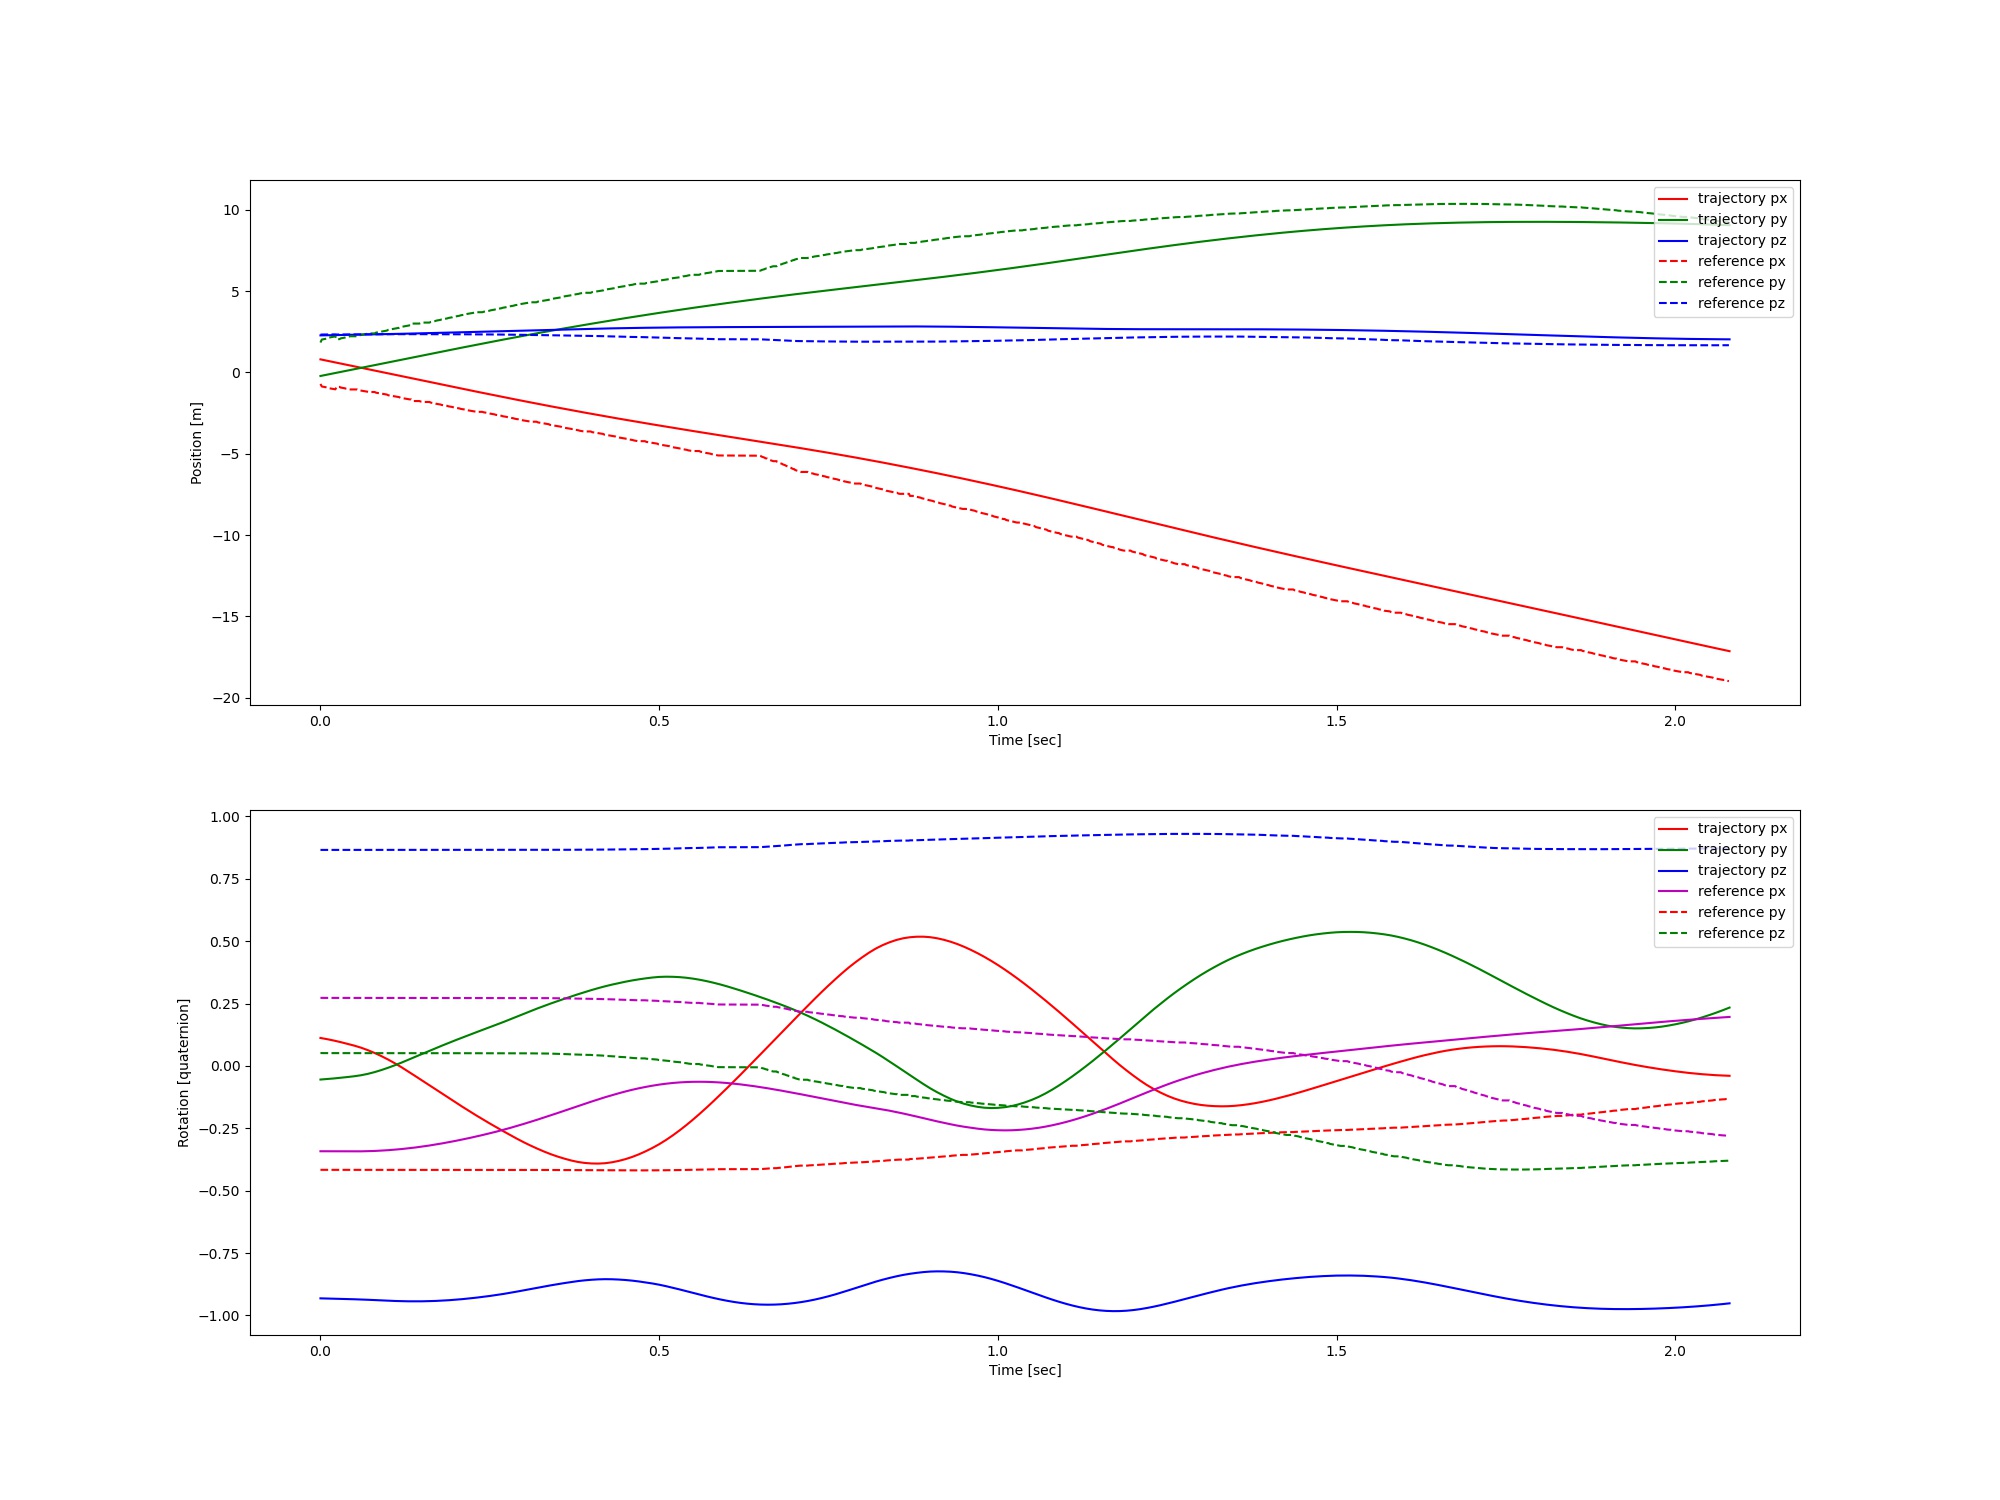 10
5
0
−5
−10
−15
−20
Position [m]
trajectory px
trajectory py
trajectory pz
reference px
reference py
reference pz
0.0 0.5 1.0 1.5 2.0
Time [sec]
1.00
0.75
0.50
0.25
0.00
−0.25
−0.50
−0.75
−1.00
Rotation [quaternion]
trajectory px
trajectory py
trajectory pz
reference px
reference py
reference pz
0.0 0.5 1.0 1.5 2.0
Time [sec]